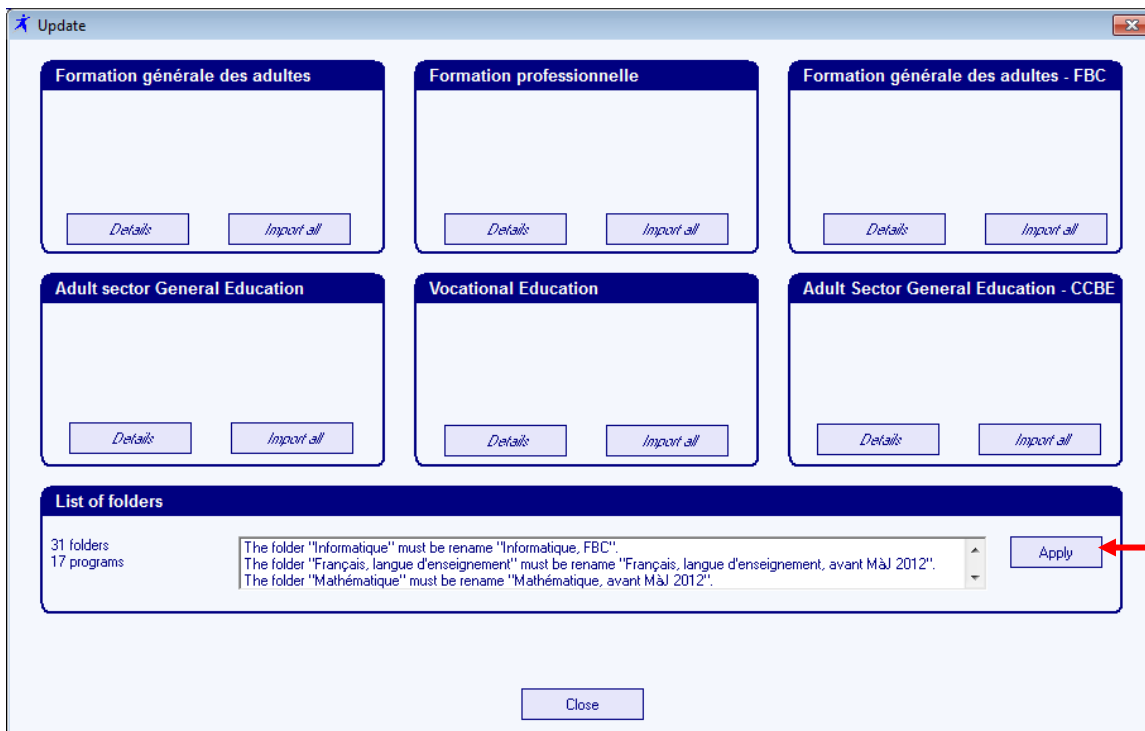 Update
Formation générale des adultes
Formation professionnelle
Formation générale des adultes - FBC
Details
Import all
Details
Import all
Details
Import all
Adult sector General Education
Vocational Education
Adult Sector General Education - CCBE
Details
Import all
Details
Import all
Details
Import all
List of folders
31 folders
17 programs
The folder "Informatique" must be rename "Informatique, FBC".
The folder "Français, langue d'enseignement" must be rename "Français, langue d'enseignement, avant MàJ 2012".
The folder "Mathématique" must be rename "Mathématique, avant MàJ 2012".
Apply
Close